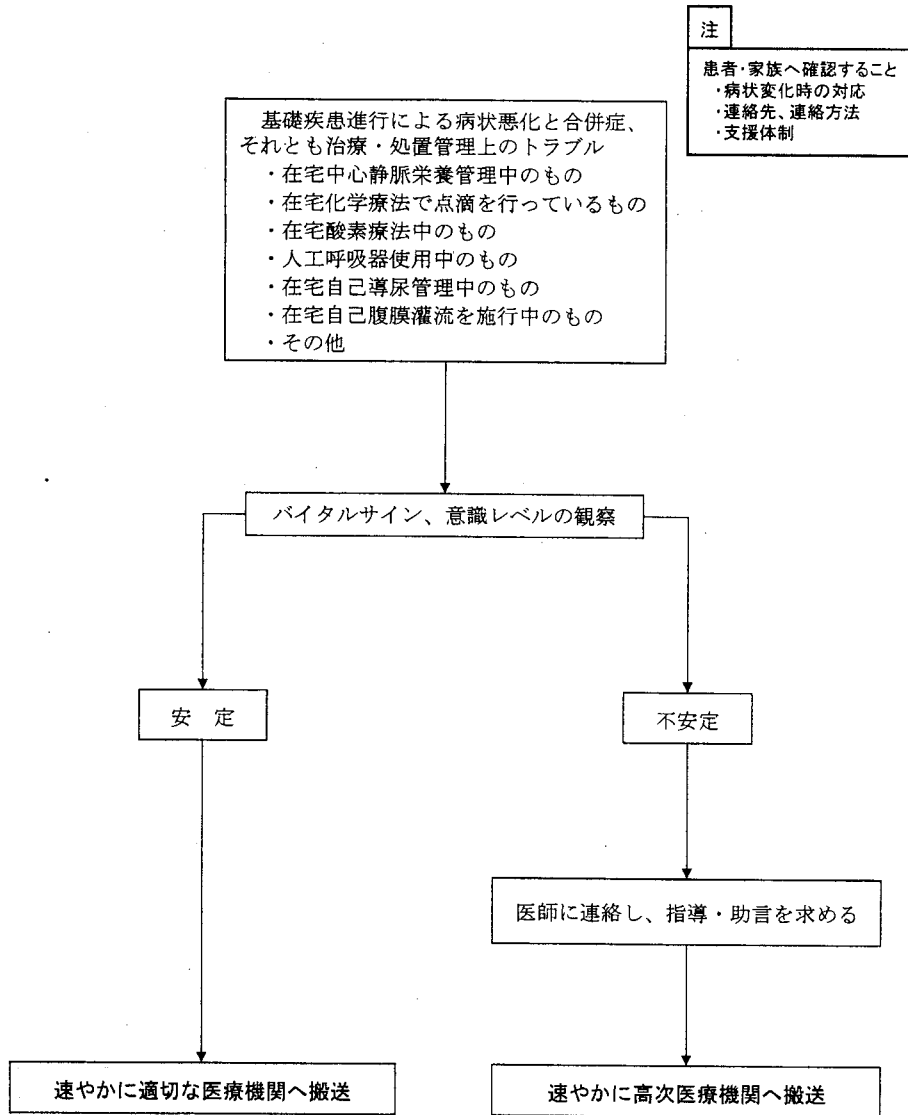 注
患者・家族へ確認すること
・病状変化時の対応
・連絡先、連絡方法
・支援体制
基礎疾患進行による病状悪化と合併症、
それとも治療・処置管理上のトラブル
・在宅中心静脈栄養管理中のもの
・在宅化学療法で点滴を行っているもの
・在宅酸素療法中のもの
・人工呼吸器使用中のもの
・在宅自己導尿管理中のもの
・在宅自己腹膜灌流を施行中のもの
・その他
バイタルサイン、意識レベルの観察
安　定
不安定
医師に連絡し、指導・助言を求める
速やかに適切な医療機関へ搬送
速やかに高次医療機関へ搬送